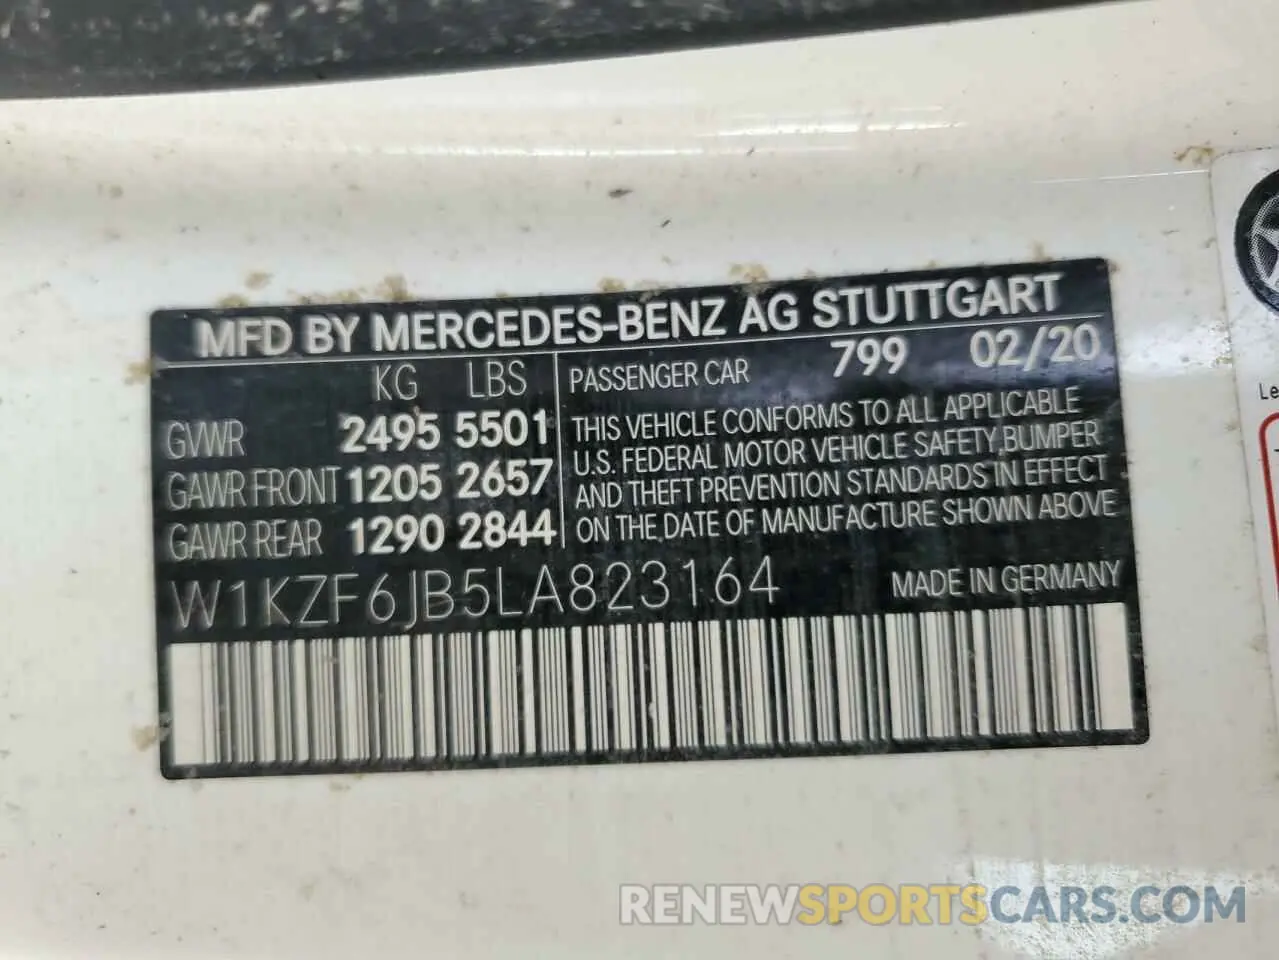 MFD BY MERCEDES-BENZ AG STUTTGART
KG LBS
GVWR 2495 5501
GAWR FRONT 1205 2657
GAWR REAR 1290 2844
PASSENGER CAR 799 02/20
THIS VEHICLE CONFORMS TO ALL APPLICABLE
U.S. FEDERAL MOTOR VEHICLE SAFETY, BUMPER
AND THEFT PREVENTION STANDARDS IN EFFECT
ON THE DATE OF MANUFACTURE SHOWN ABOVE
W1KZF6JB5LA823164 MADE IN GERMANY
Le
RENEWSPORTSCARS.COM